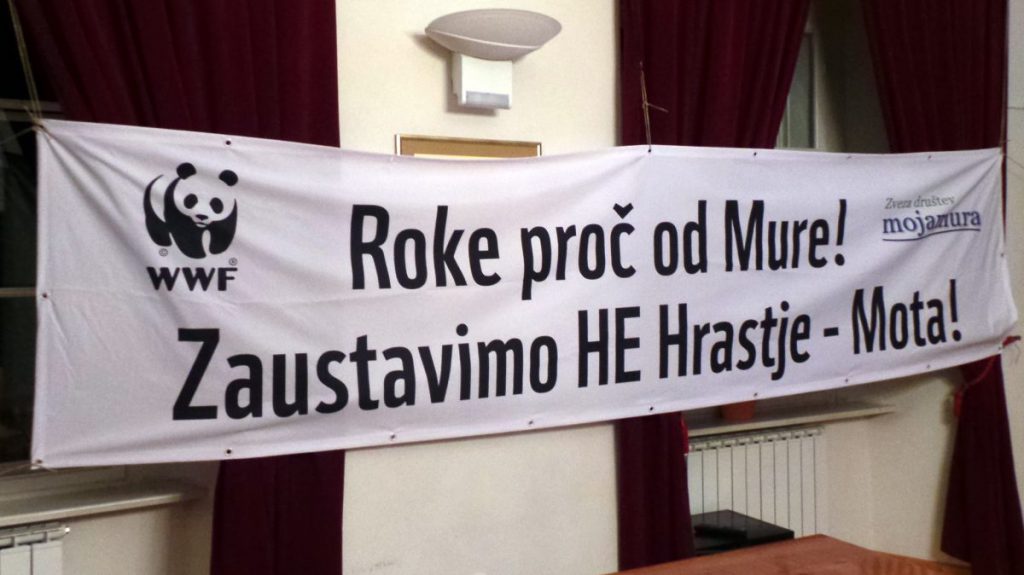 Roke proč od Mure!
Zaustavimo HE Hrastje - Mota!
© ®
WWF
Zveza društev
mojamura